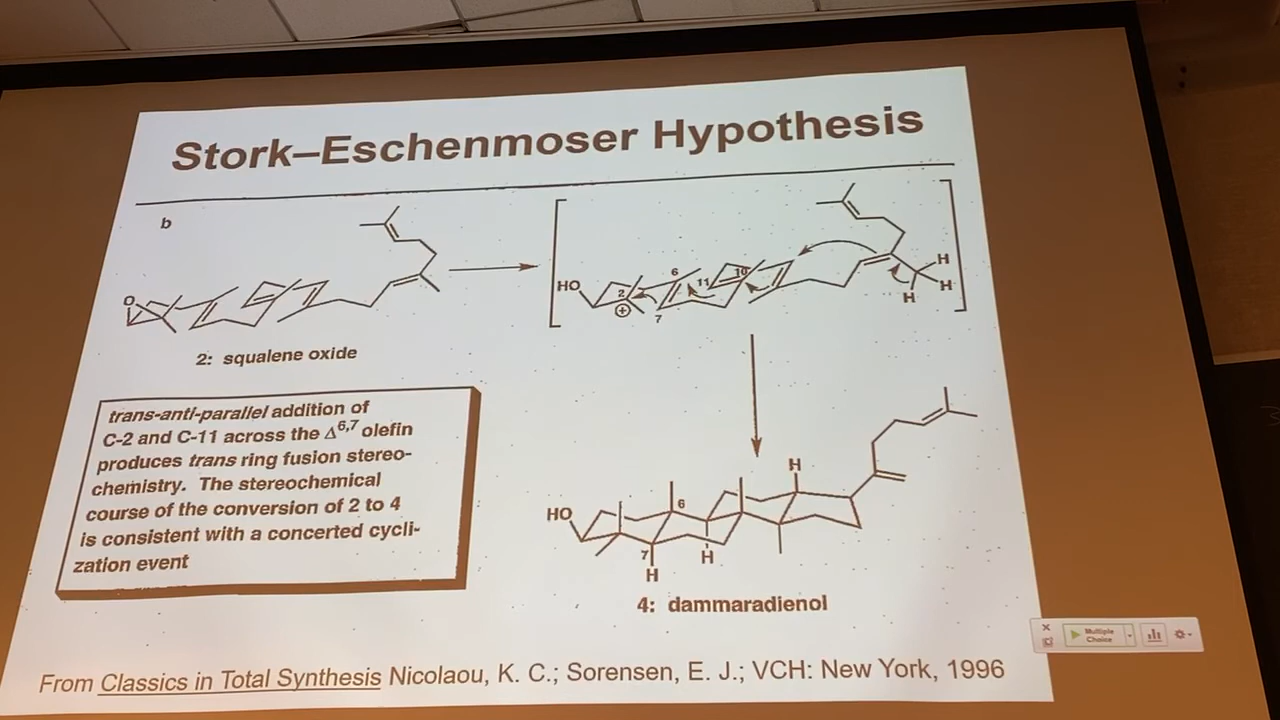 Stork–Eschenmoser Hypothesis
b
O
2: squalene oxide
HO
2
+
6
7
11
10
H
H
H
trans-anti-parallel addition of
C-2 and C-11 across the Δ6,7 olefin
produces trans ring fusion stereo-
chemistry. The stereochemical
course of the conversion of 2 to 4
is consistent with a concerted cycli-
zation event
HO
6
7
H
H
H
4: dammaradienol
Multiple
Choice
From Classics in Total Synthesis Nicolaou, K. C.; Sorensen, E. J.; VCH: New York, 1996